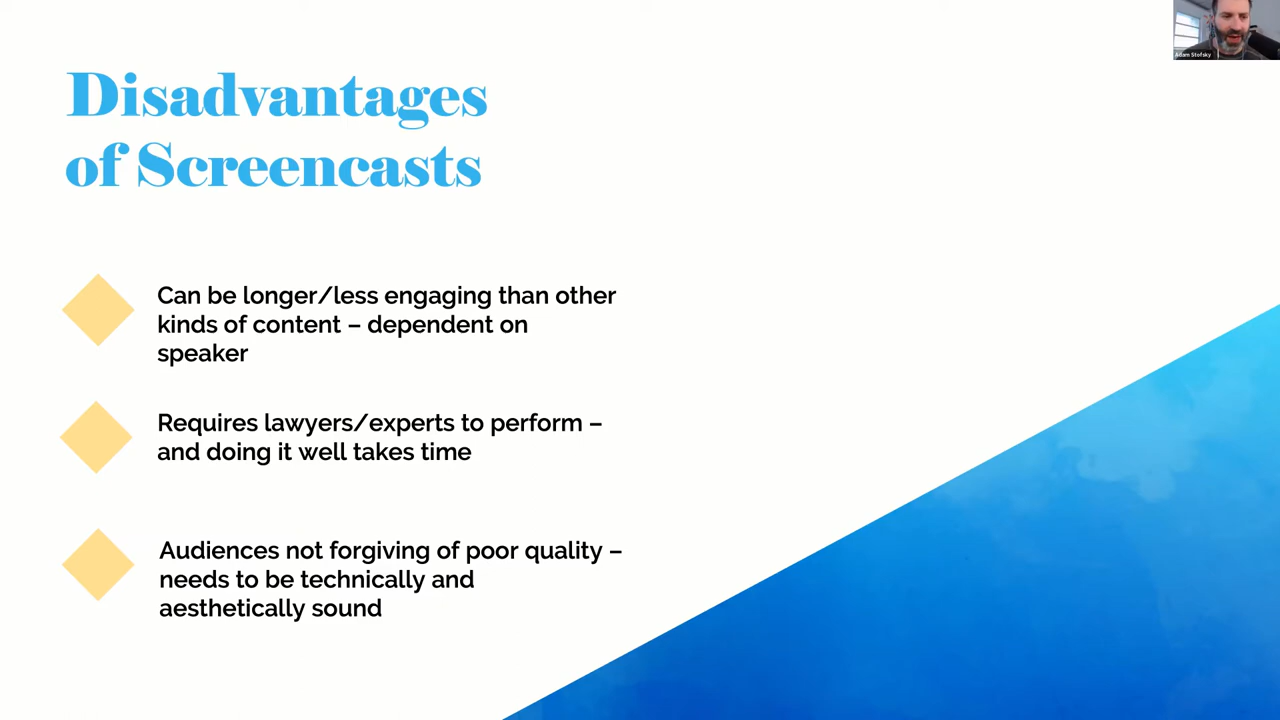 Adam Stofsky
Disadvantages
of Screencasts
Can be longer/less engaging than other
kinds of content – dependent on
speaker
Requires lawyers/experts to perform –
and doing it well takes time
Audiences not forgiving of poor quality –
needs to be technically and
aesthetically sound